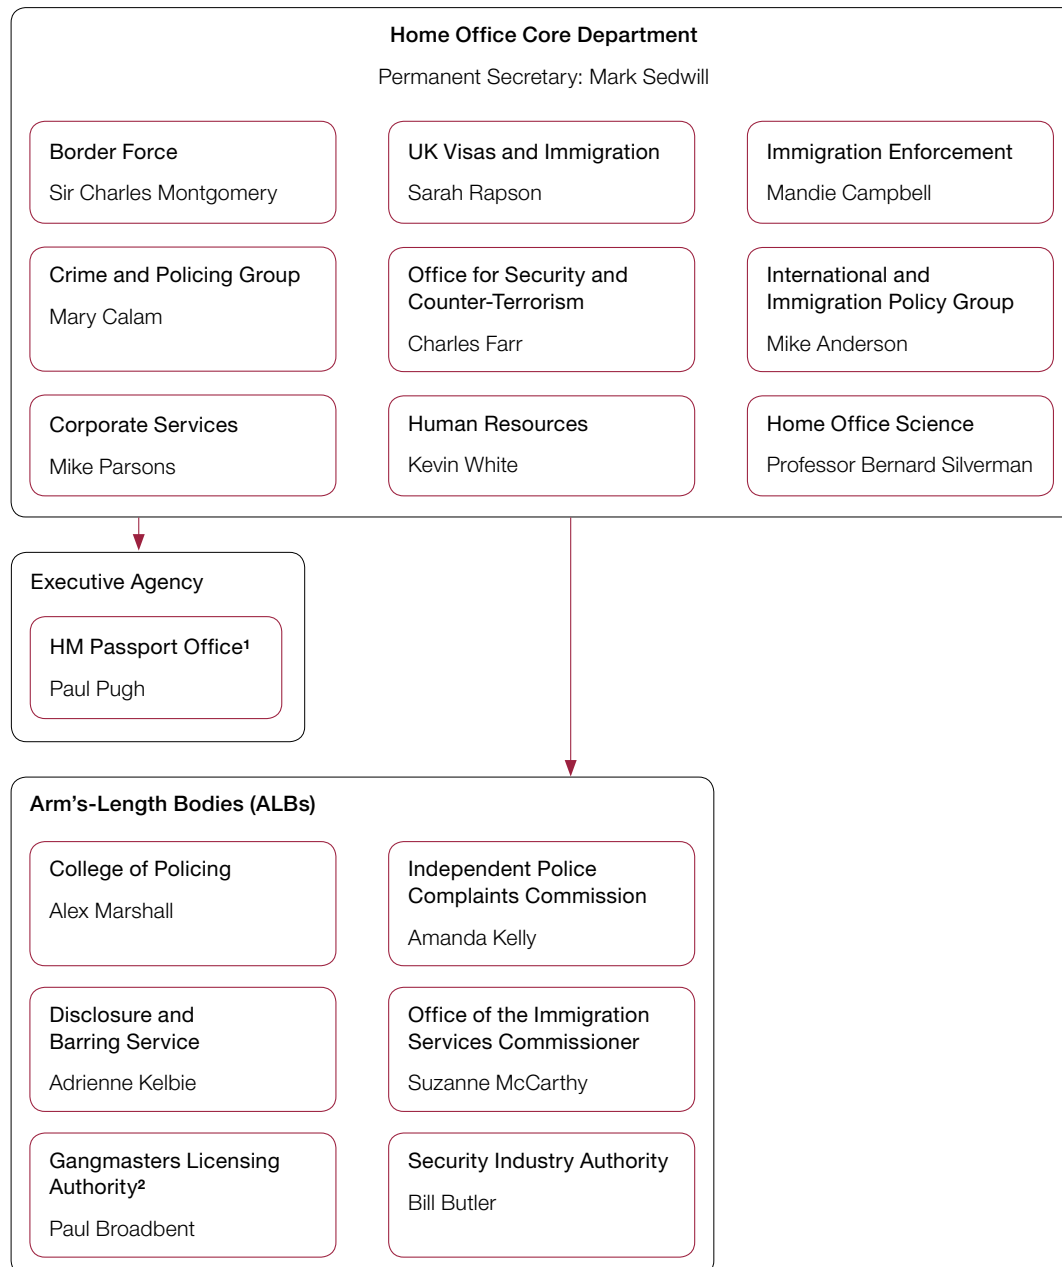 Home Office Core Department
Permanent Secretary: Mark Sedwill
Border Force
Sir Charles Montgomery
UK Visas and Immigration
Sarah Rapson
Immigration Enforcement
Mandie Campbell
Crime and Policing Group
Mary Calam
Office for Security and
Counter-Terrorism
Charles Farr
International and
Immigration Policy Group
Mike Anderson
Corporate Services
Mike Parsons
Human Resources
Kevin White
Home Office Science
Professor Bernard Silverman
Executive Agency
HM Passport Office¹
Paul Pugh
Arm’s-Length Bodies (ALBs)
College of Policing
Alex Marshall
Independent Police
Complaints Commission
Amanda Kelly
Disclosure and
Barring Service
Adrienne Kelbie
Office of the Immigration
Services Commissioner
Suzanne McCarthy
Gangmasters Licensing
Authority²
Paul Broadbent
Security Industry Authority
Bill Butler